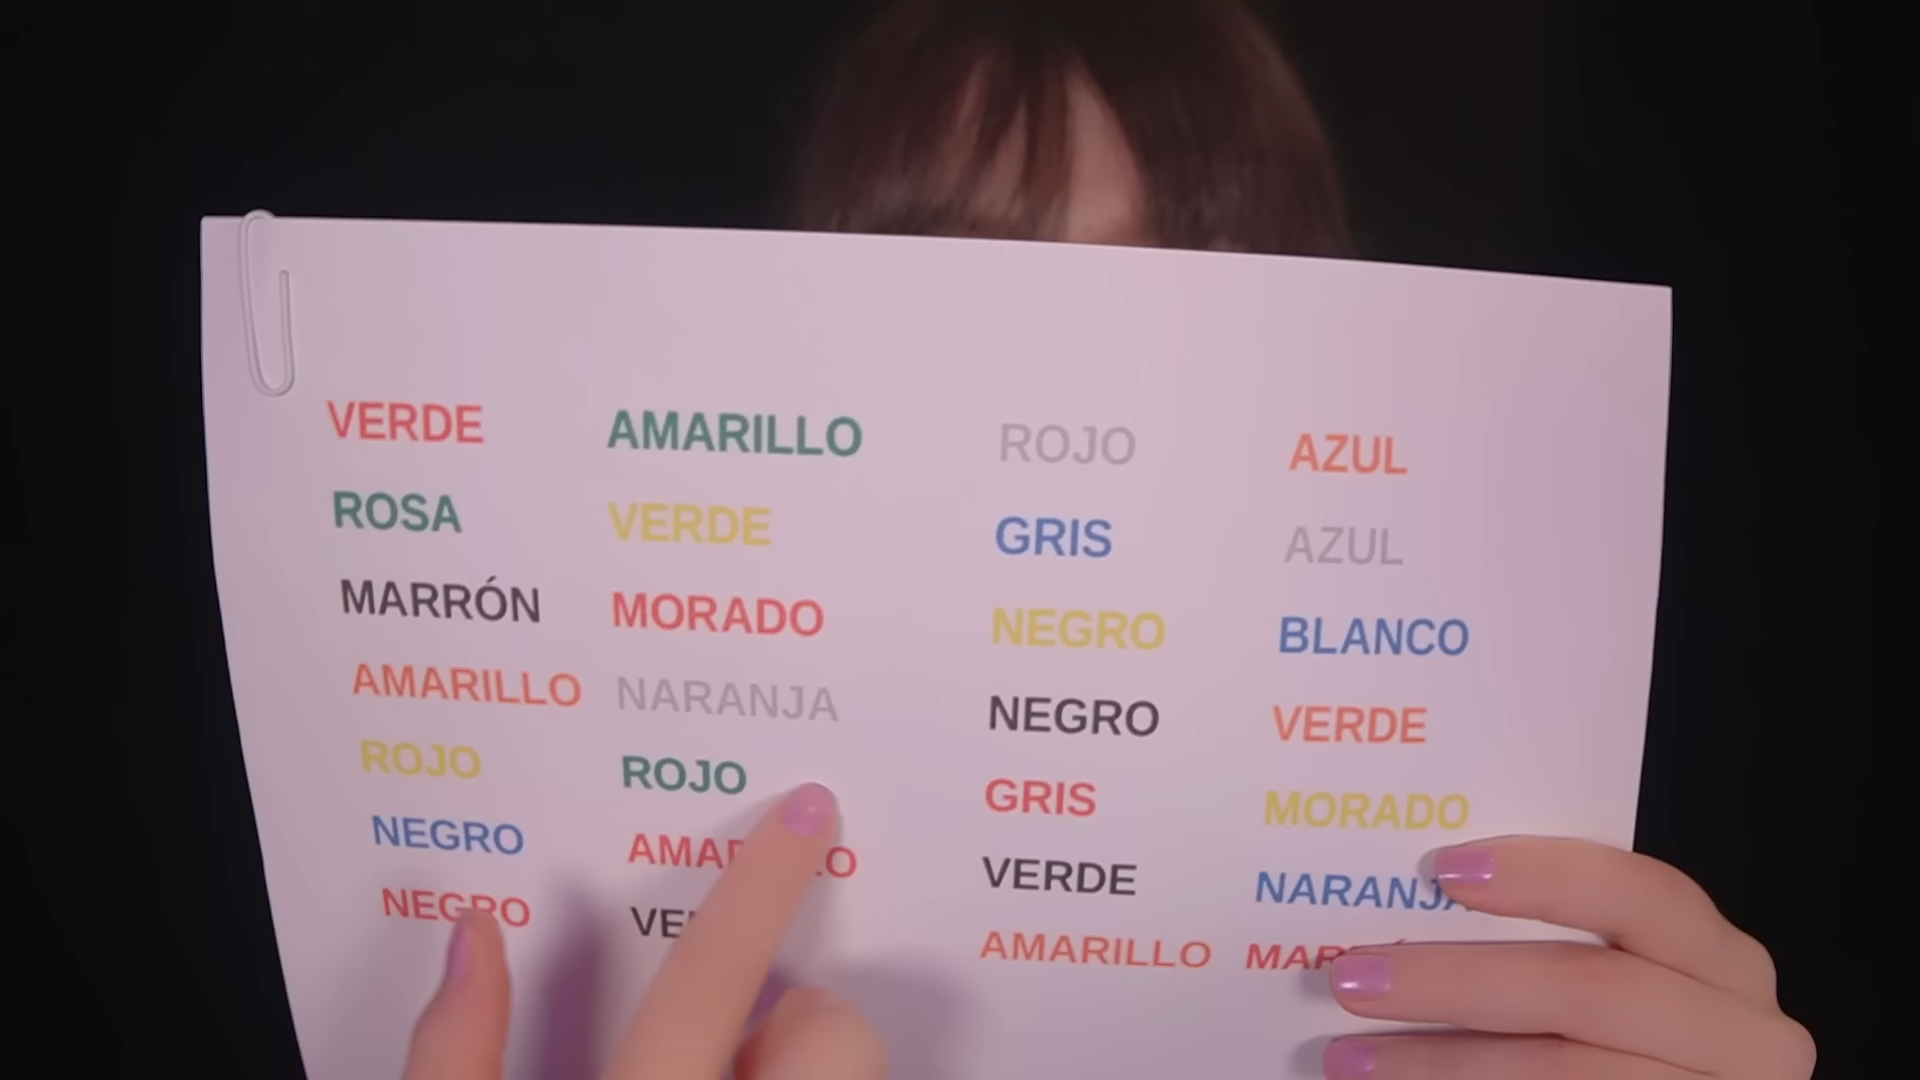 VERDE AMARILLO ROJO AZUL
ROSA VERDE GRIS AZUL
MARRÓN MORADO NEGRO BLANCO
AMARILLO NARANJA NEGRO VERDE
ROJO ROJO GRIS MORADO
NEGRO VERDE NARANJA
NEGRO AMARILLO